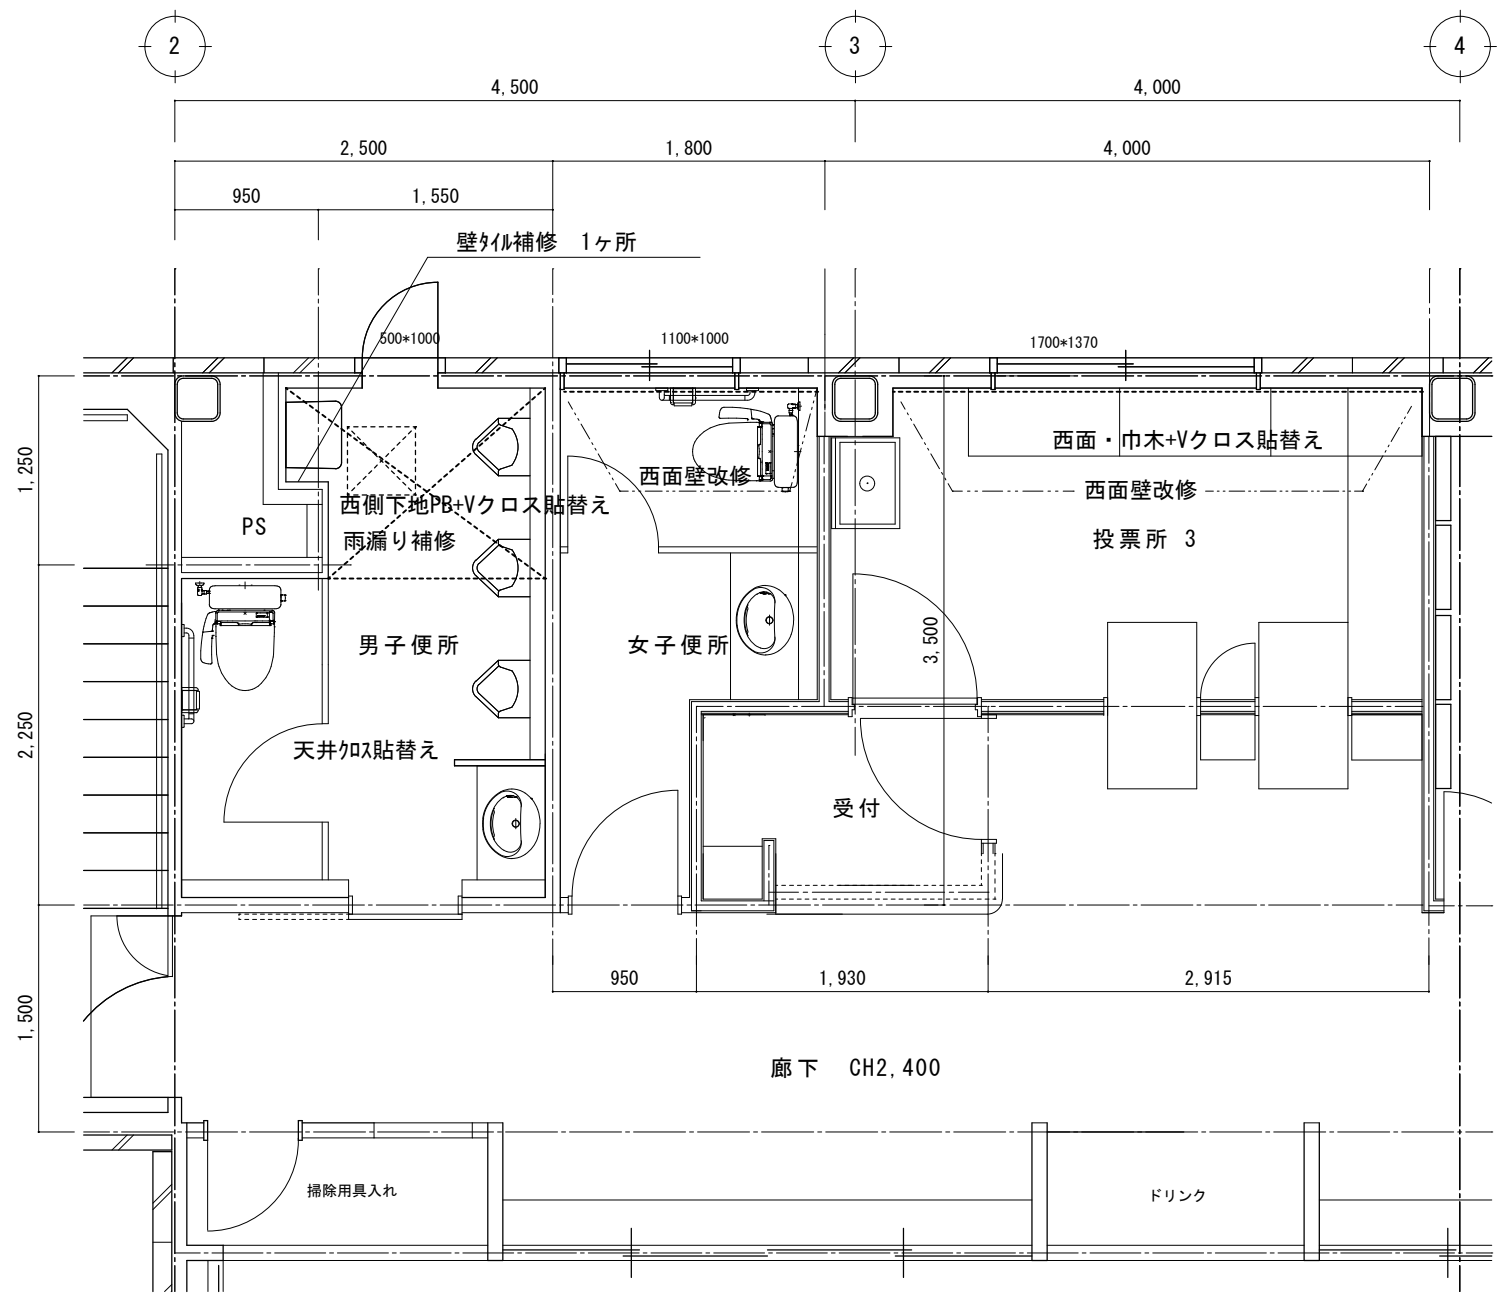 2
3
4
4,500
4,000
2,500
1,800
4,000
950
1,550
壁ﾀｲﾙ補修 1ヶ所
500*1000
1100*1000
1700*1370
1,250
西面・巾木+Vクロス貼替え
西面壁改修
西面壁改修
西側下地PB+Vクロス貼替え
PS
雨漏り補修
投票所 3
男子便所
女子便所
3,500
2,250
天井ｸﾛｽ貼替え
受付
950
1,930
2,915
1,500
廊下 CH2,400
掃除用具入れ
ドリンク